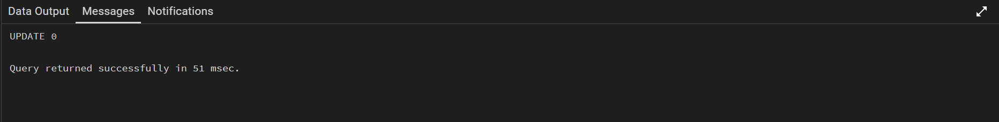 Data Output Messages Notifications
UPDATE 0
Query returned successfully in 51 msec.